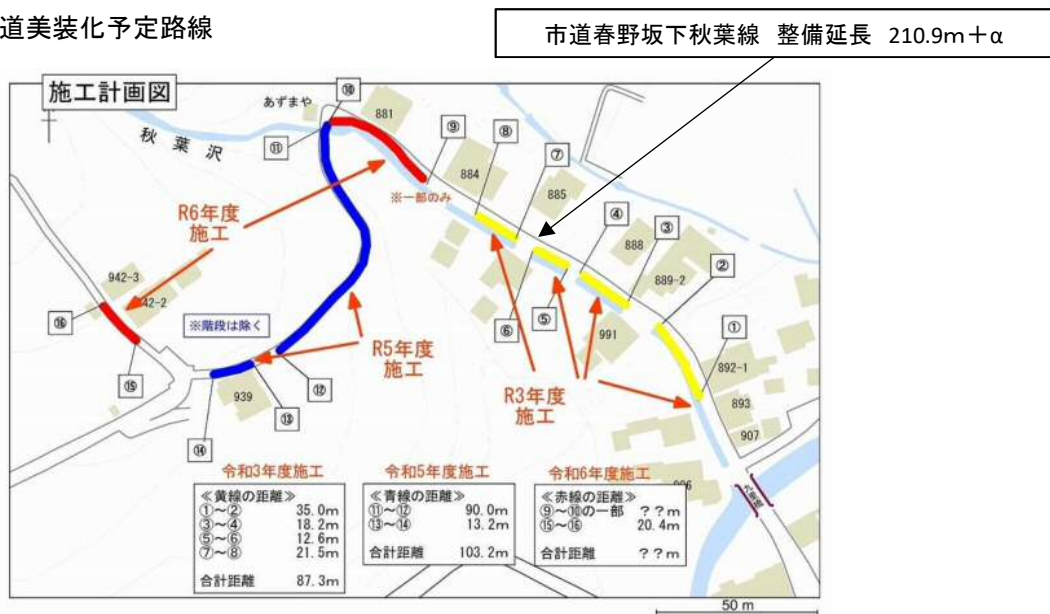 道美装化予定路線
市道春野坂下秋葉線 整備延長 210.9m+α
施工計画図
あずまや
⑩
881
⑨
⑧
⑪
秋葉沢
884
⑦
※一部のみ
885
④
R6年度
施工
888
③
889-2
②
942-3
42-2
⑯
※階段は除く
⑥
⑤
991
①
R5年度
施工
892-1
⑮
939
⑫
R3年度
施工
893
⑬
907
⑭
令和3年度施工
≪黄線の距離≫
①~② 35.0m
③~④ 18.2m
⑤~⑥ 12.6m
⑦~⑧ 21.5m
合計距離 87.3m
令和5年度施工
≪青線の距離≫
⑪~⑫ 90.0m
⑬~⑭ 13.2m
合計距離 103.2m
令和6年度施工
≪赤線の距離≫
⑨~⑩の一部 ??m
⑮~⑯ 20.4m
合計距離 ??m
50 m